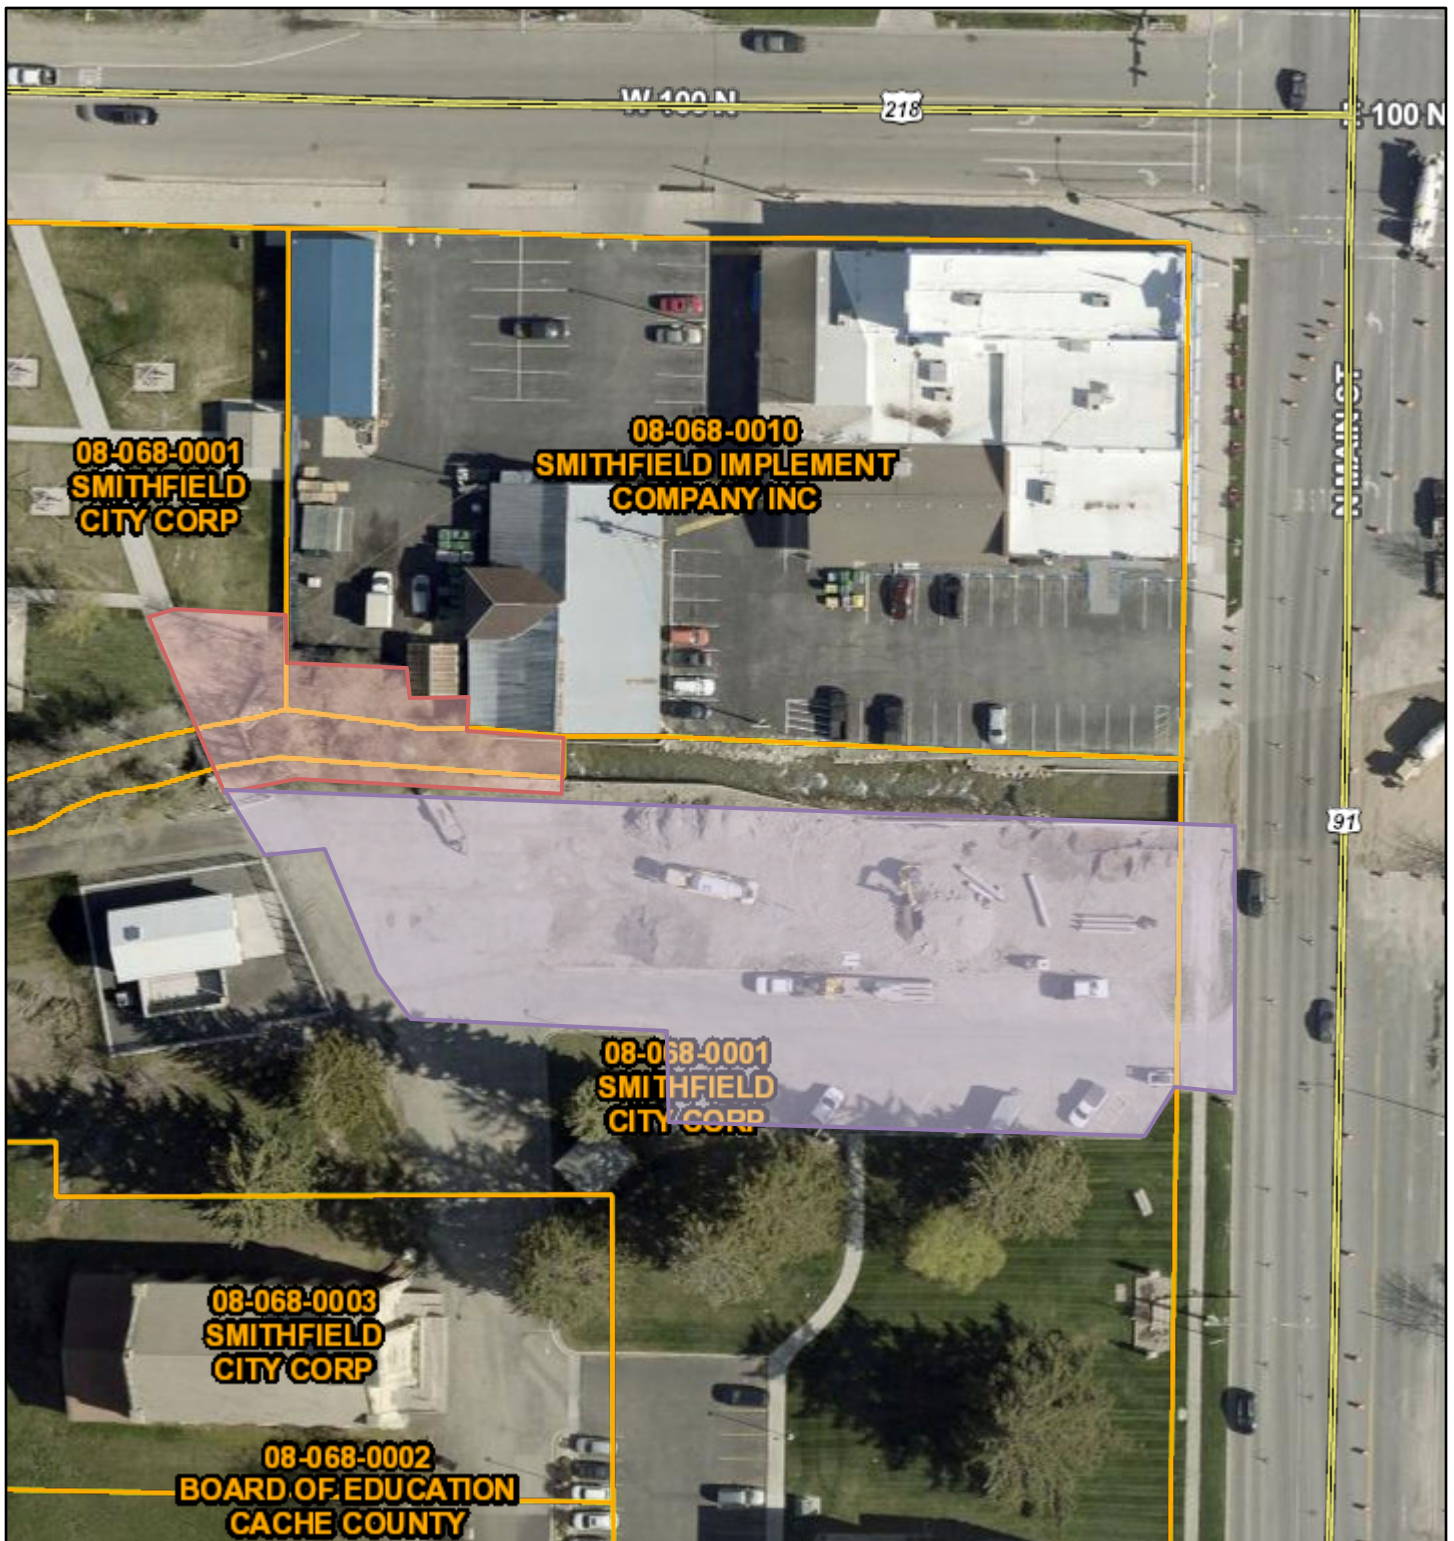 W 100 N
218
E 100 N
08-068-0010
SMITHFIELD IMPLEMENT
COMPANY INC
08-068-0001
SMITHFIELD
CITY CORP
N MAIN ST
91
08-068-0001
SMITHFIELD
CITY CORP
08-068-0003
SMITHFIELD
CITY CORP
08-068-0002
BOARD OF EDUCATION
CACHE COUNTY